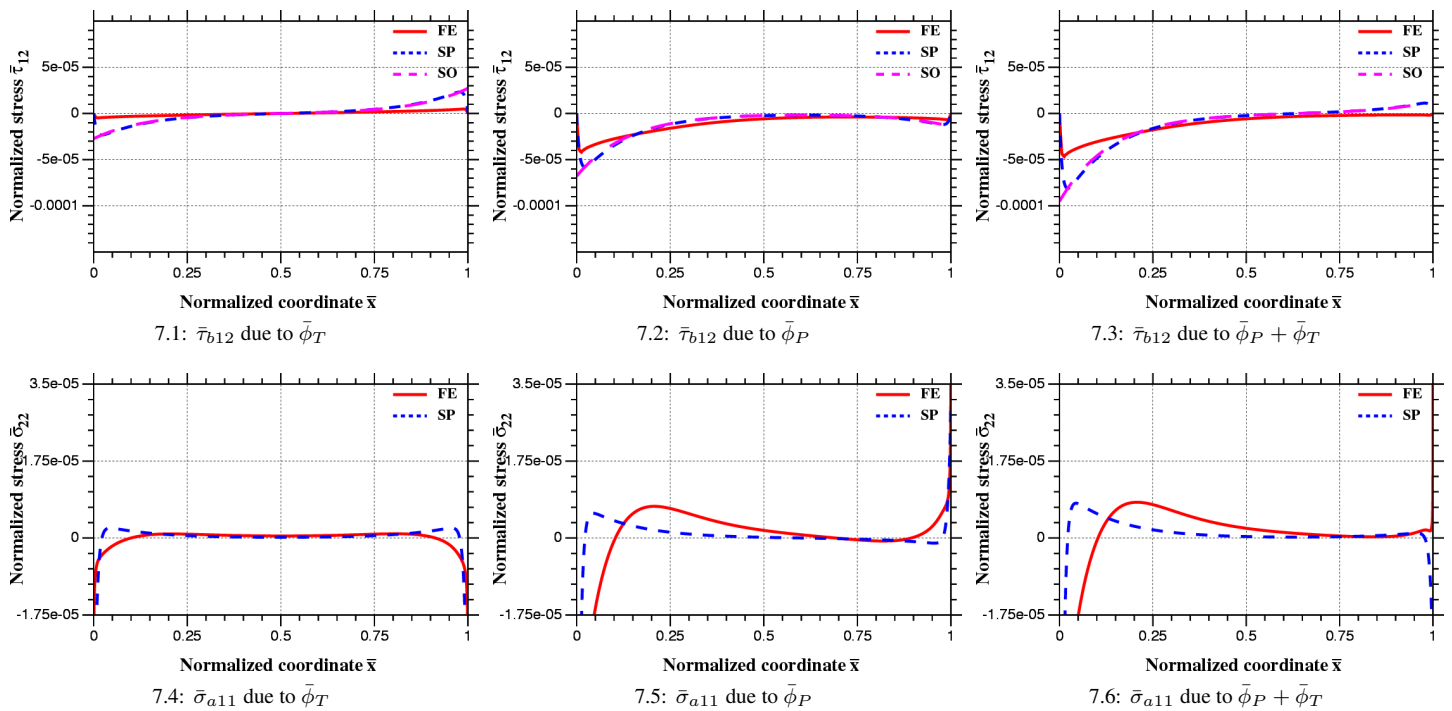 Normalized stress τ̄12
5e-05
0
-5e-05
-0.0001
FE
SP
SO
0 0.25 0.5 0.75 1
Normalized coordinate x̄
7.1: τ̄b12 due to ϕ̄T
Normalized stress τ̄12
5e-05
0
-5e-05
-0.0001
FE
SP
SO
0 0.25 0.5 0.75 1
Normalized coordinate x̄
7.2: τ̄b12 due to ϕ̄P
Normalized stress τ̄12
5e-05
0
-5e-05
-0.0001
FE
SP
SO
0 0.25 0.5 0.75 1
Normalized coordinate x̄
7.3: τ̄b12 due to ϕ̄P + ϕ̄T
Normalized stress σ̄22
3.5e-05
1.75e-05
0
-1.75e-05
FE
SP
0 0.25 0.5 0.75 1
Normalized coordinate x̄
7.4: σ̄a11 due to ϕ̄T
Normalized stress σ̄22
3.5e-05
1.75e-05
0
-1.75e-05
FE
SP
0 0.25 0.5 0.75 1
Normalized coordinate x̄
7.5: σ̄a11 due to ϕ̄P
Normalized stress σ̄22
3.5e-05
1.75e-05
0
-1.75e-05
FE
SP
0 0.25 0.5 0.75 1
Normalized coordinate x̄
7.6: σ̄a11 due to ϕ̄P + ϕ̄T